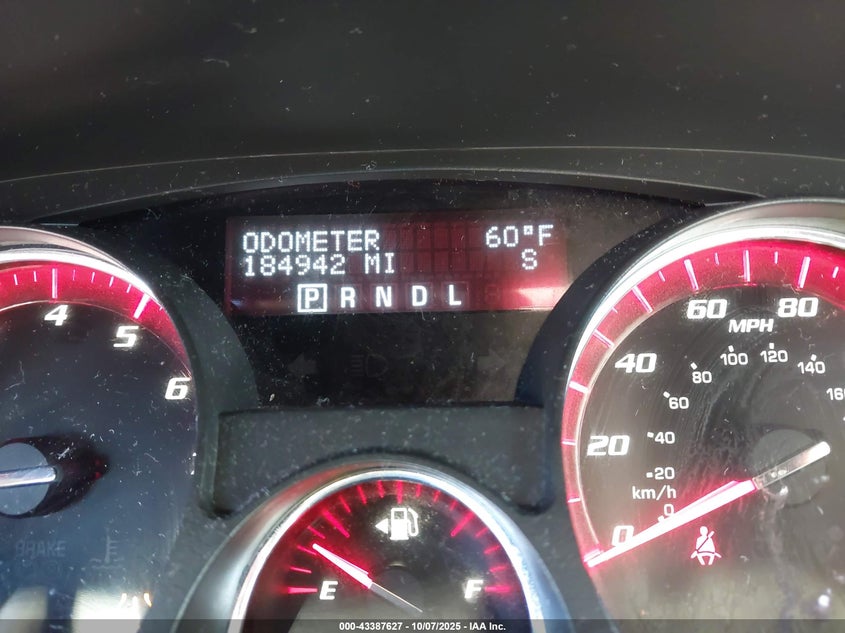 ODOMETER 60°F
184942 MI S
P R N D L
4
5
6
60 80
MPH
40
100 120
80 140
60
20 40
20
km/h
0 0
BRAKE
E F
000-43387627 - 10/07/2025 - IAA Inc.